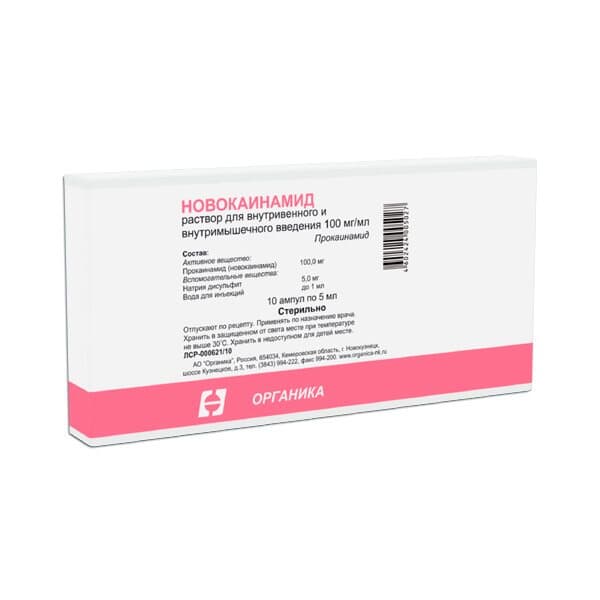 НОВОКАИНАМИД
раствор для внутривенного и
внутримышечного введения 100 мг/мл
Прокаинамид
Состав:
Активное вещество:
Прокаинамид (новокаинамид) 100,0 мг
Вспомогательные вещества:
Натрия дисульфит 5,0 мг
Вода для инъекций до 1 мл
10 ампул по 5 мл
Стерильно
Отпускают по рецепту. Применять по назначению врача.
Хранить в защищенном от света месте при температуре
не выше 30˚С. Хранить в недоступном для детей месте.
ЛСР-000621/10
АО "Органика", Россия, 654034, Кемеровская область, г. Новокузнецк,
шоссе Кузнецкое, д.3, тел. (3843) 994-222, факс 994-200. www.organica-nk.ru
4602424005027
ОРГАНИКА